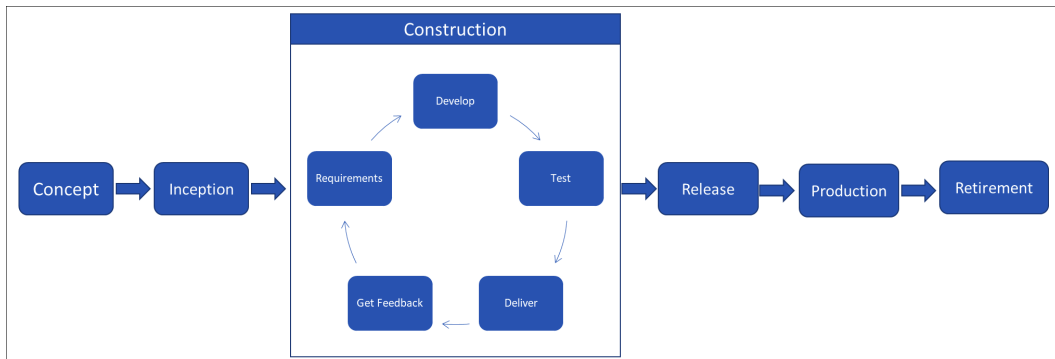 Construction
Develop
Requirements
Test
Get Feedback
Deliver
Concept
Inception
Release
Production
Retirement